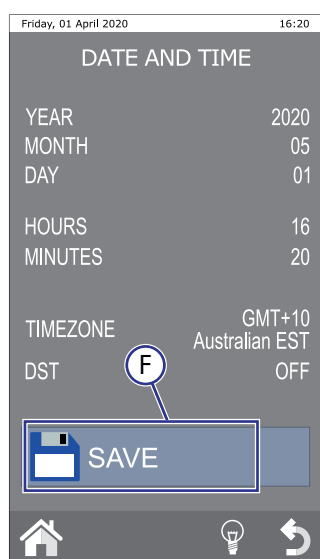 Friday, 01 April 2020 16:20
DATE AND TIME
YEAR 2020
MONTH 05
DAY 01
HOURS 16
MINUTES 20
TIMEZONE GMT+10
Australian EST
DST OFF
F
SAVE